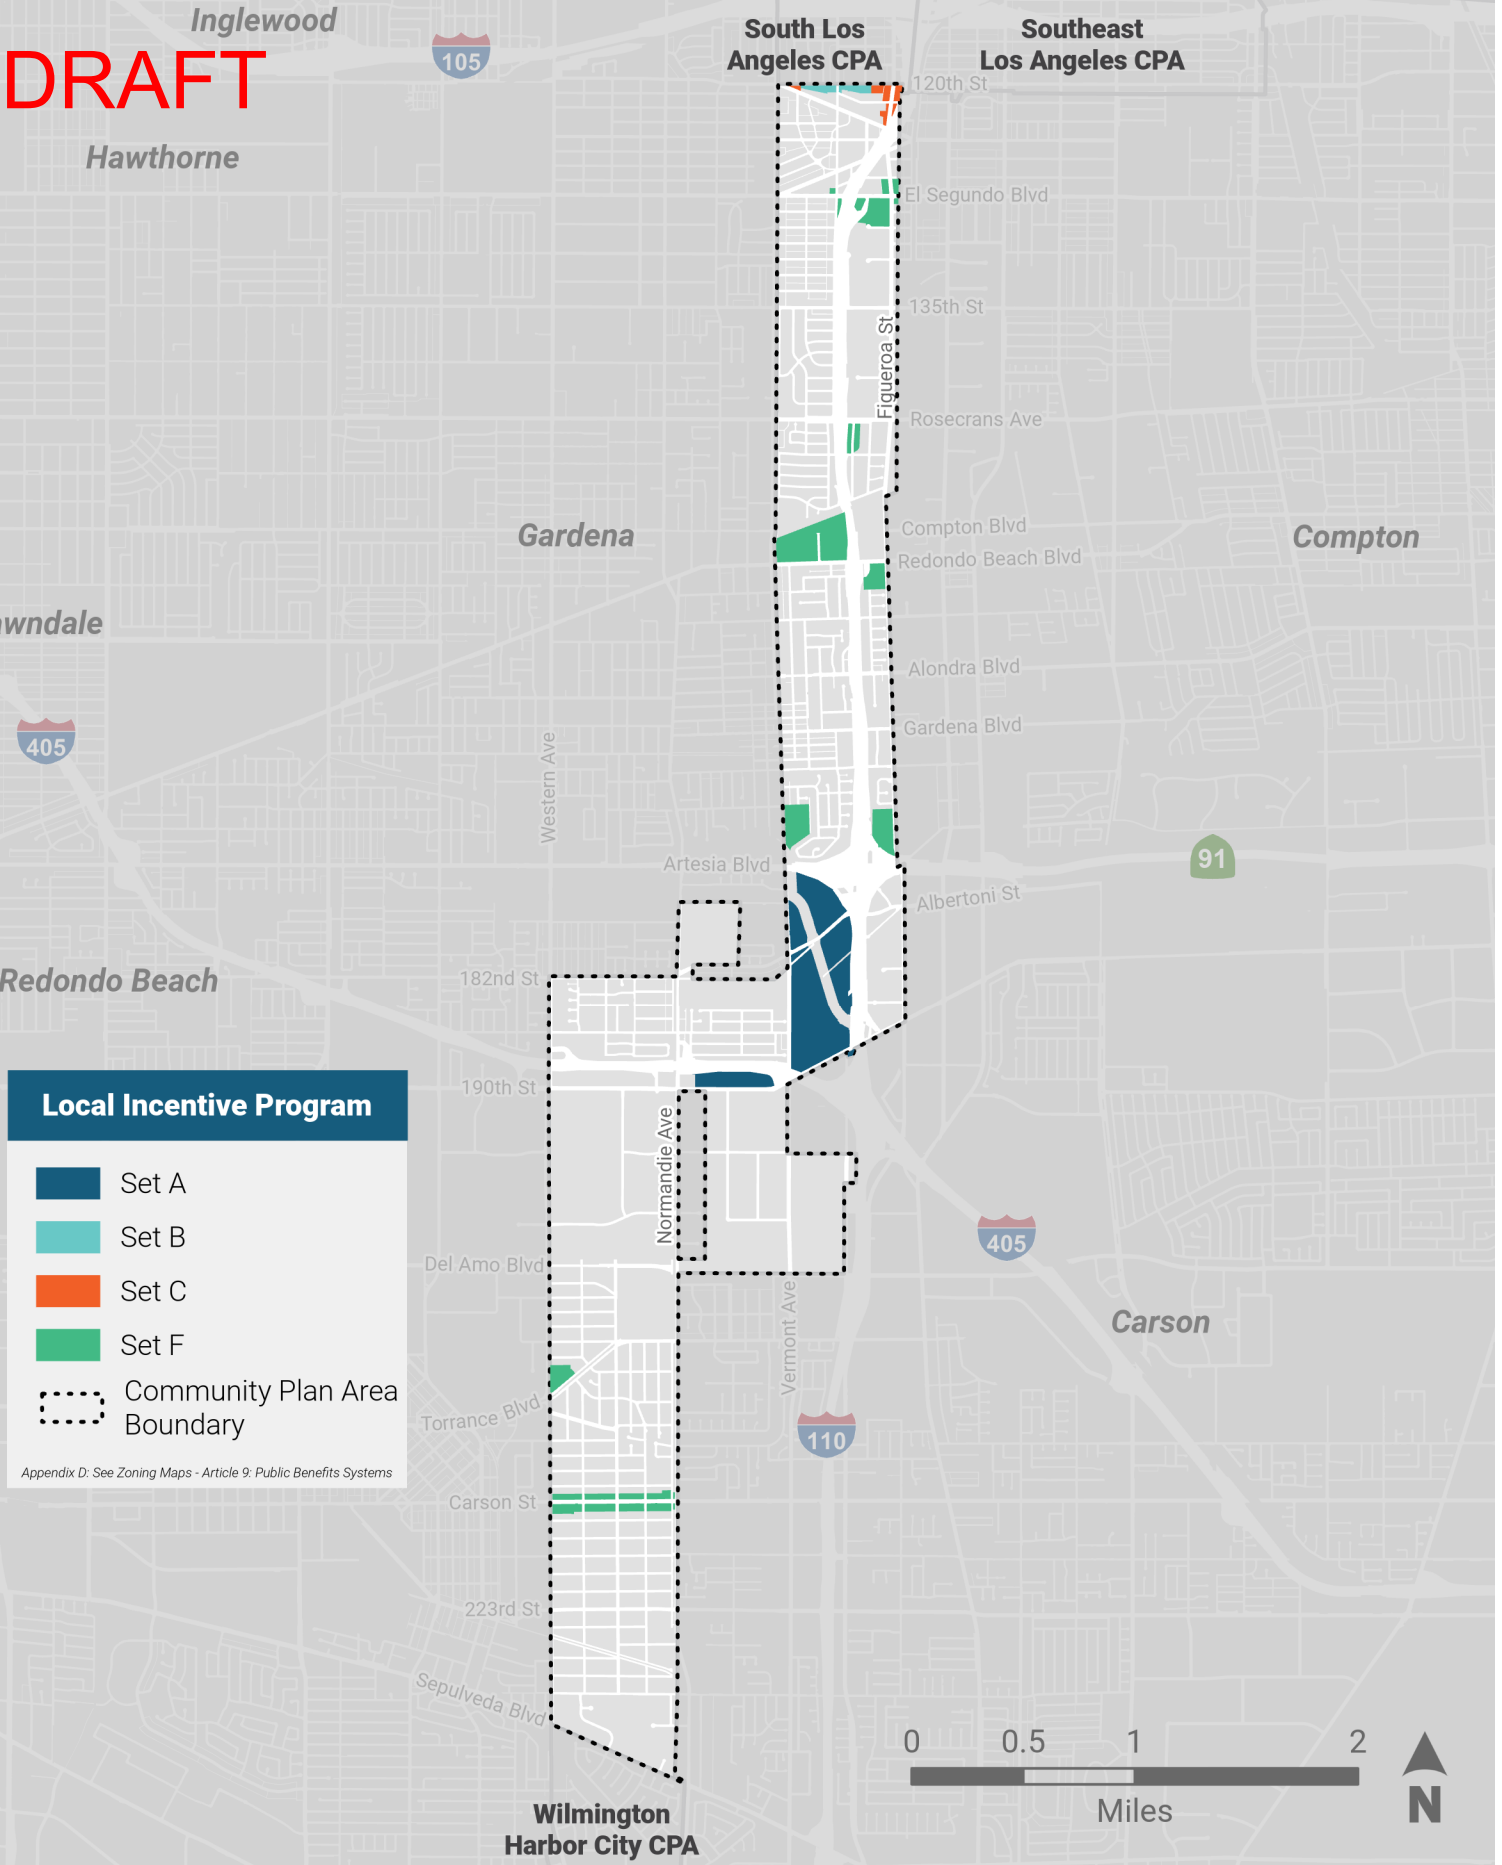 Inglewood
South Los
Angeles CPA
Southeast
Los Angeles CPA
DRAFT
105
120th St
Hawthorne
El Segundo Blvd
135th St
Figueroa St
Rosecrans Ave
Gardena
Compton Blvd
Compton
Redondo Beach Blvd
wndale
Alondra Blvd
Gardena Blvd
405
Western Ave
Artesia Blvd
91
Albertoni St
Redondo Beach
182nd St
190th St
Local Incentive Program
Set A
Set B
Set C
Set F
Community Plan Area
Boundary
Appendix D: See Zoning Maps - Article 9: Public Benefits Systems
Normandie Ave
405
Del Amo Blvd
Vermont Ave
Carson
Torrance Blvd
110
Carson St
223rd St
Sepulveda Blvd
0 0.5 1 2
Miles
N
Wilmington
Harbor City CPA